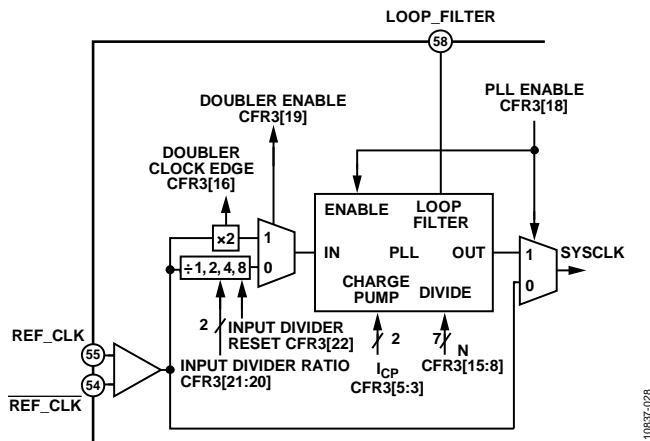 LOOP_FILTER
58
DOUBLER ENABLE
CFR3[19]
PLL ENABLE
CFR3[18]
DOUBLER
CLOCK EDGE
CFR3[16]
ENABLE
LOOP
FILTER
×2
1
0
÷1, 2, 4, 8
IN
PLL
OUT
1
0
SYSCLK
CHARGE
PUMP
DIVIDE
2
INPUT DIVIDER
RESET CFR3[22]
2
7
N
CFR3[15:8]
REF_CLK
55
INPUT DIVIDER RATIO
CFR3[21:20]
ICP
CFR3[5:3]
54
REF_CLK
10837-028